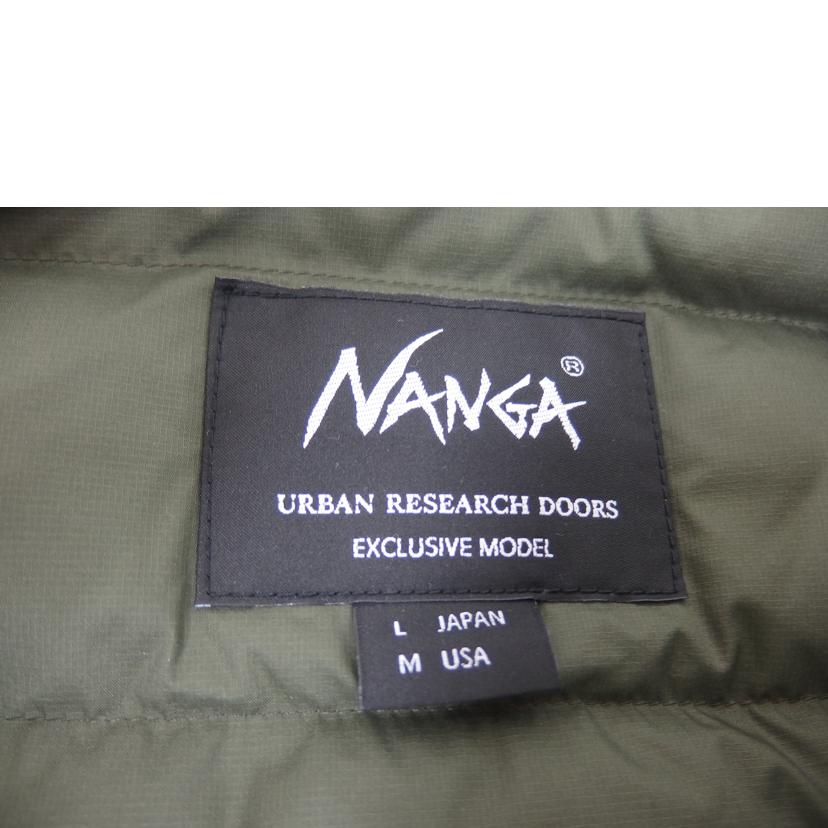 NANGA®
URBAN RESEARCH DOORS
EXCLUSIVE MODEL
L JAPAN
M USA